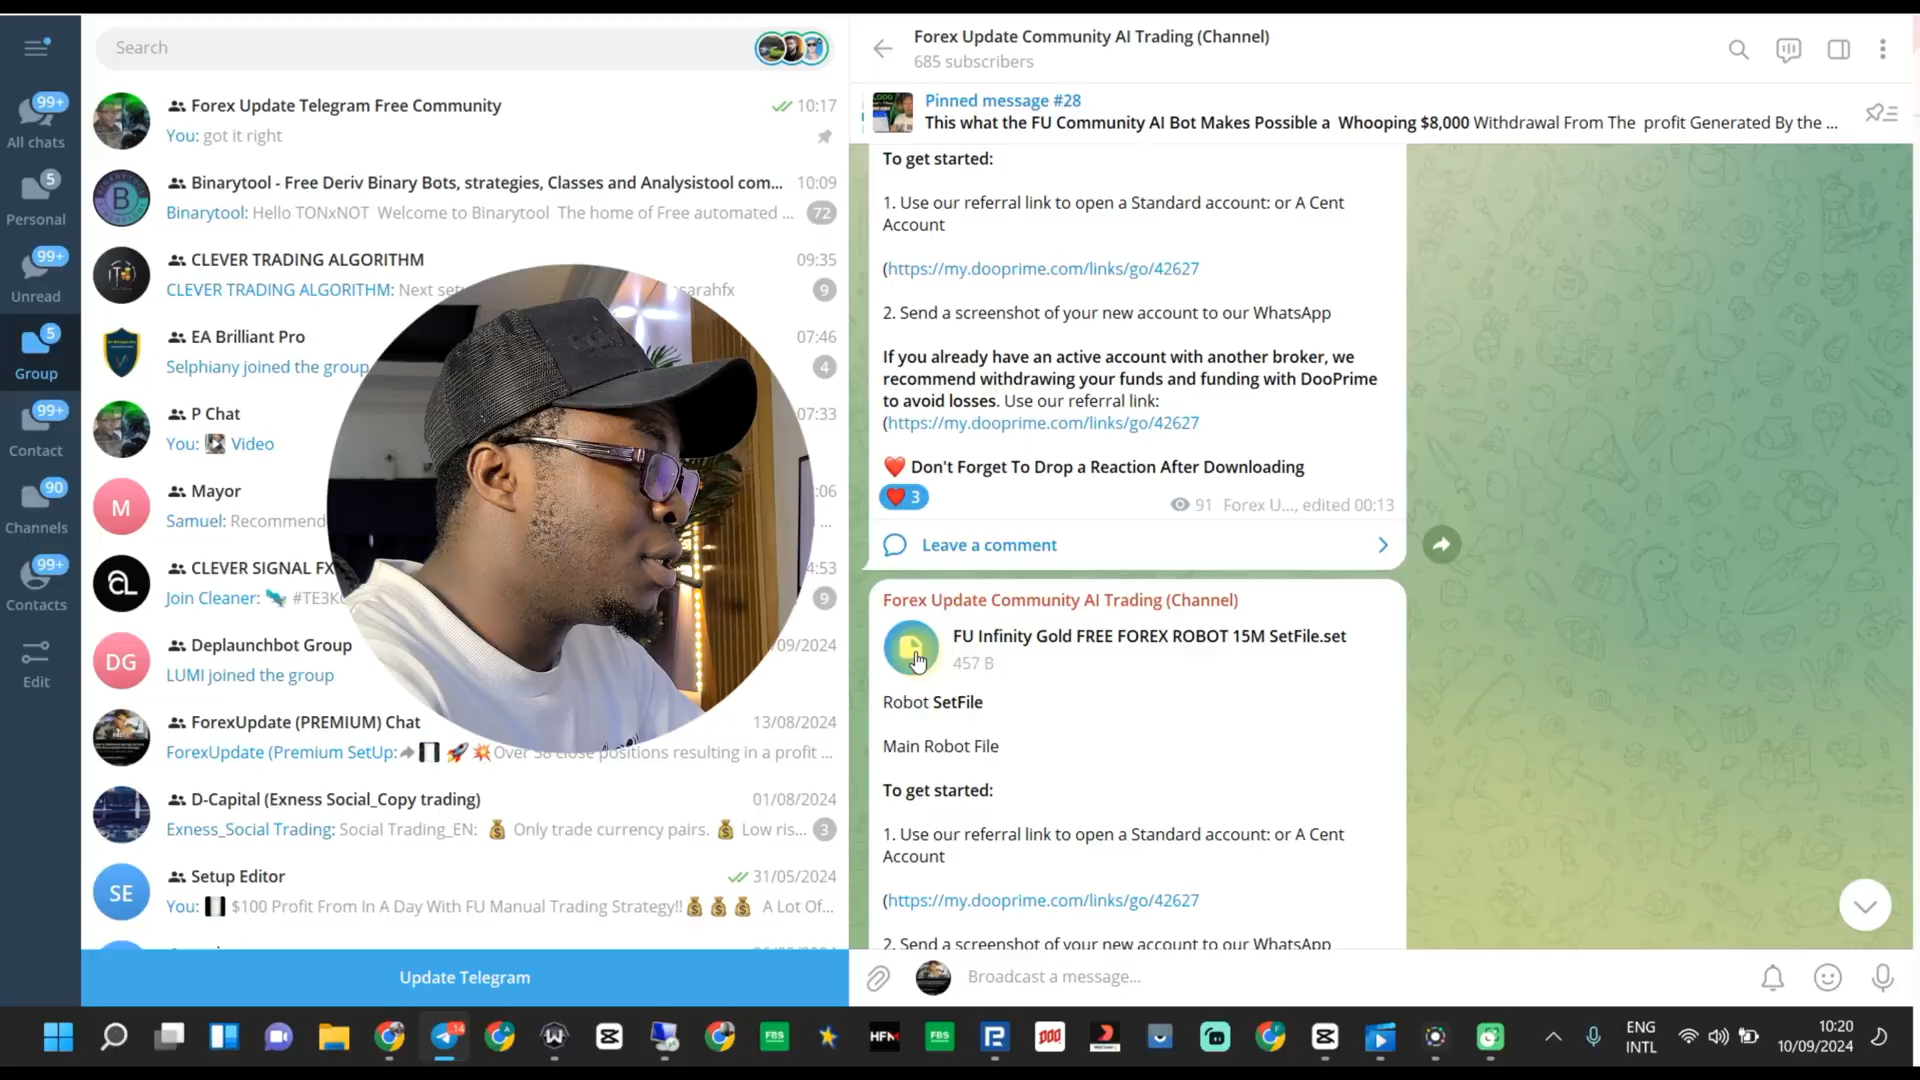 Search
Forex Update Telegram Free Community
10:17
You: got it right
Binarytool - Free Deriv Binary Bots, strategies, Classes and Analysistool com...
10:09
Binarytool: Hello TONxNOT Welcome to Binarytool The home of Free automated ...
72
CLEVER TRADING ALGORITHM
09:35
CLEVER TRADING ALGORITHM: Next
sarahfx
9
EA Brilliant Pro
07:46
Selphiany joined the group
4
P Chat
07:33
You: Video
Mayor
:06
Samuel: Recommend
...
CLEVER SIGNAL FX
4:53
Join Cleaner: #TE3K
9
Deplaunchbot Group
/09/2024
LUMI joined the group
ForexUpdate (PREMIUM) Chat
13/08/2024
ForexUpdate (Premium SetUp: 🚀 💥Over 58 close positions resulting in a profit ...
D-Capital (Exness Social_Copy trading)
01/08/2024
Exness_Social Trading: Social Trading_EN: 💰 Only trade currency pairs. 💰 Low ris...
3
Setup Editor
31/05/2024
You: $100 Profit From In A Day With FU Manual Trading Strategy!! 💰 💰 💰 A Lot Of...
Update Telegram
99+
All chats
5
Personal
99+
Unread
5
Group
99+
Contact
90
Channels
99+
Contacts
Edit
B
M
DG
SE
Forex Update Community AI Trading (Channel)
685 subscribers
Pinned message #28
This what the FU Community AI Bot Makes Possible a Whooping $8,000 Withdrawal From The profit Generated By the ...
To get started:
1. Use our referral link to open a Standard account: or A Cent
Account
(https://my.dooprime.com/links/go/42627
2. Send a screenshot of your new account to our WhatsApp
If you already have an active account with another broker, we
recommend withdrawing your funds and funding with DooPrime
to avoid losses. Use our referral link:
(https://my.dooprime.com/links/go/42627
❤️ Don't Forget To Drop a Reaction After Downloading
❤️ 3
91 Forex U..., edited 00:13
Leave a comment
Forex Update Community AI Trading (Channel)
FU Infinity Gold FREE FOREX ROBOT 15M SetFile.set
457 B
Robot SetFile
Main Robot File
To get started:
1. Use our referral link to open a Standard account: or A Cent
Account
(https://my.dooprime.com/links/go/42627
2. Send a screenshot of your new account to our WhatsApp
Broadcast a message...
14
FBS
HFM
FBS
ENG
INTL
10:20
10/09/2024